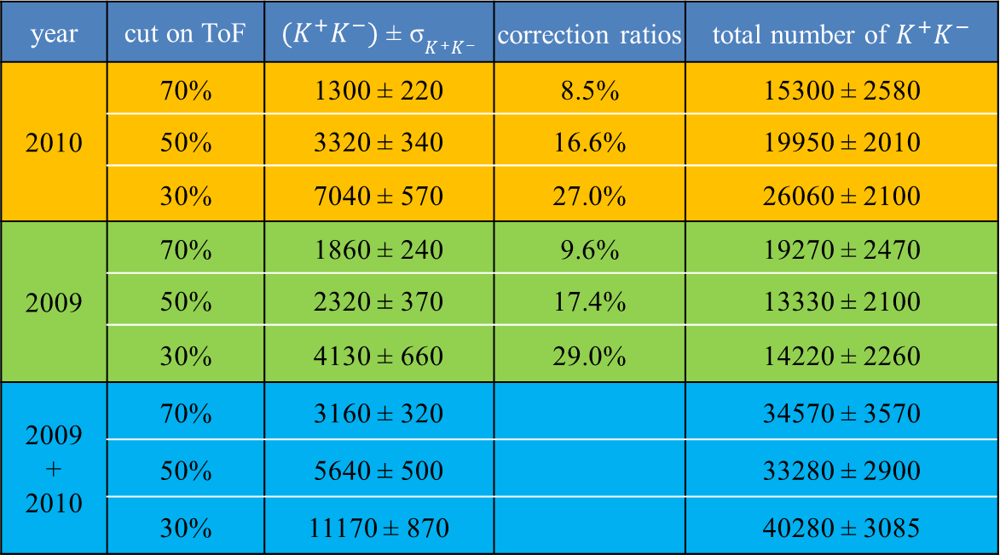 year cut on ToF (K⁺K⁻) ± σ_K+K− correction ratios total number of K⁺K⁻
2010
70% 1300 ± 220 8.5% 15300 ± 2580
50% 3320 ± 340 16.6% 19950 ± 2010
30% 7040 ± 570 27.0% 26060 ± 2100
2009
70% 1860 ± 240 9.6% 19270 ± 2470
50% 2320 ± 370 17.4% 13330 ± 2100
30% 4130 ± 660 29.0% 14220 ± 2260
2009
+
2010
70% 3160 ± 320 34570 ± 3570
50% 5640 ± 500 33280 ± 2900
30% 11170 ± 870 40280 ± 3085